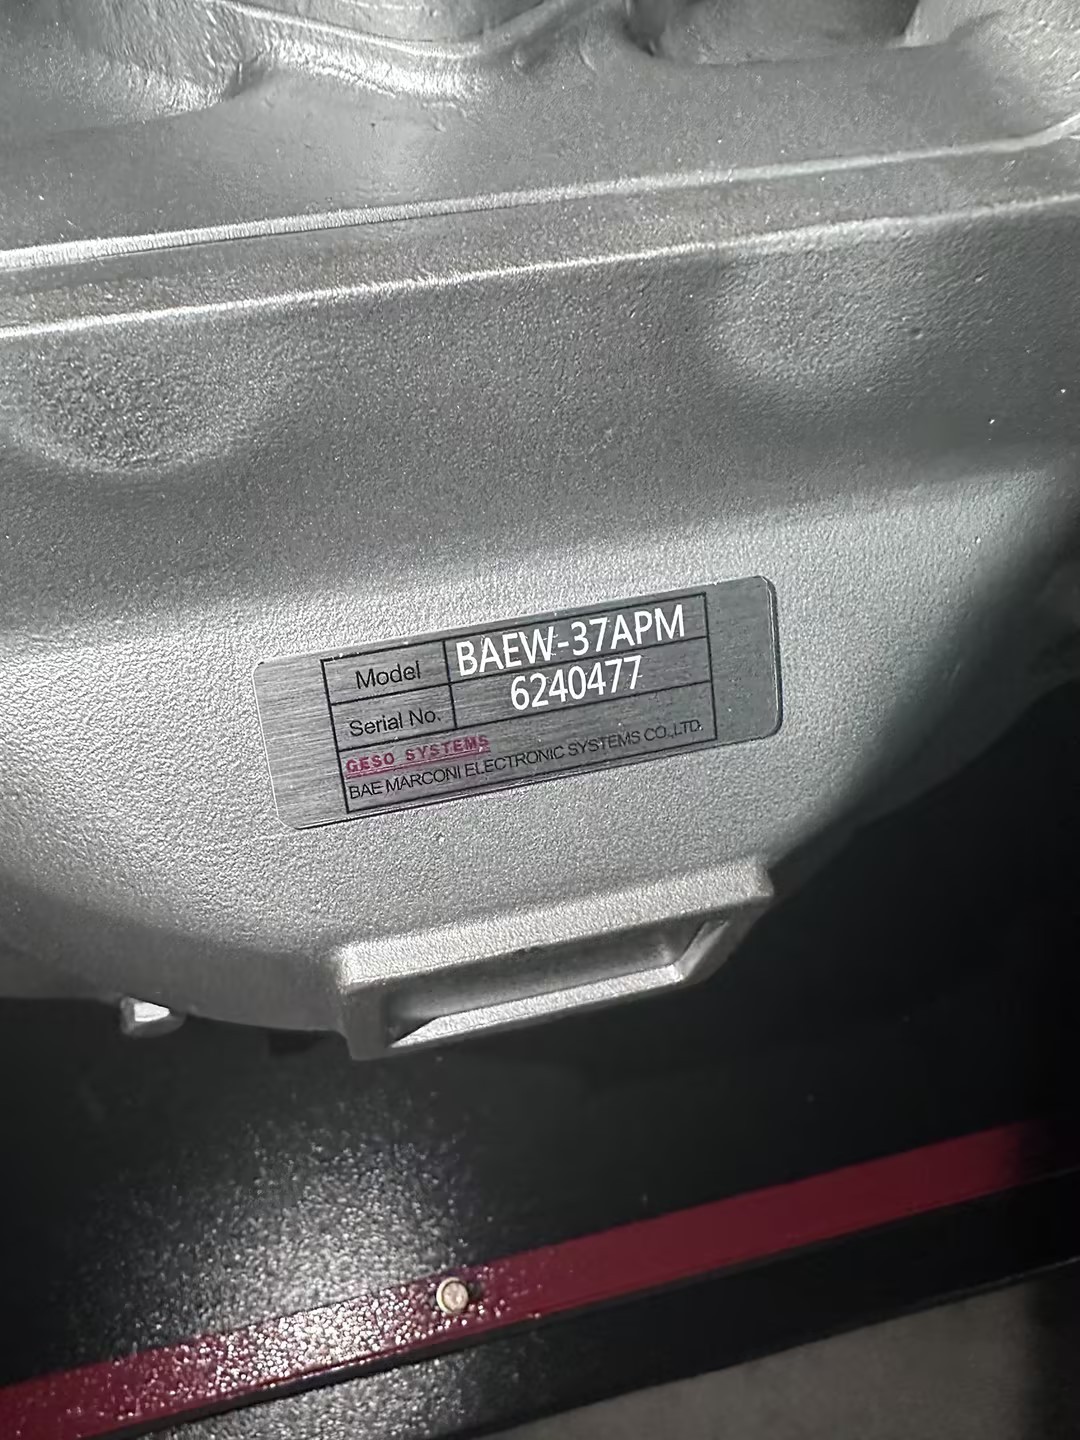 Model BAEW-37APM
Serial No. 6240477
GESO SYSTEMS
BAE MARCONI ELECTRONIC SYSTEMS CO.,LTD.